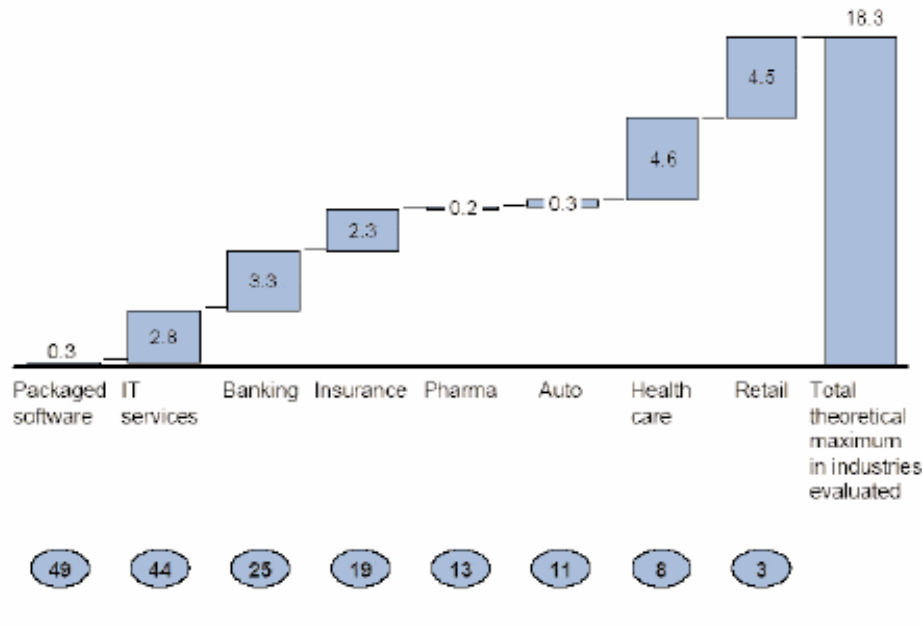 18.3
4.5
4.6
0.2
0.3
2.3
3.3
2.8
0.3
Packaged software
IT services
Banking
Insurance
Pharma
Auto
Health care
Retail
Total theoretical maximum in industries evaluated
49
44
25
19
13
11
8
3